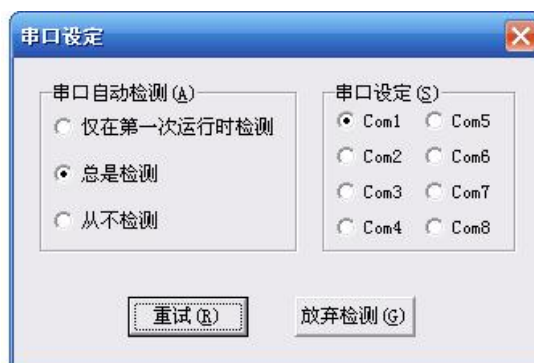 串口设定
串口自动检测(A)
仅在第一次运行时检测
总是检测
从不检测
串口设定(S)
Com1 Com5
Com2 Com6
Com3 Com7
Com4 Com8
重试(R) 放弃检测(G)